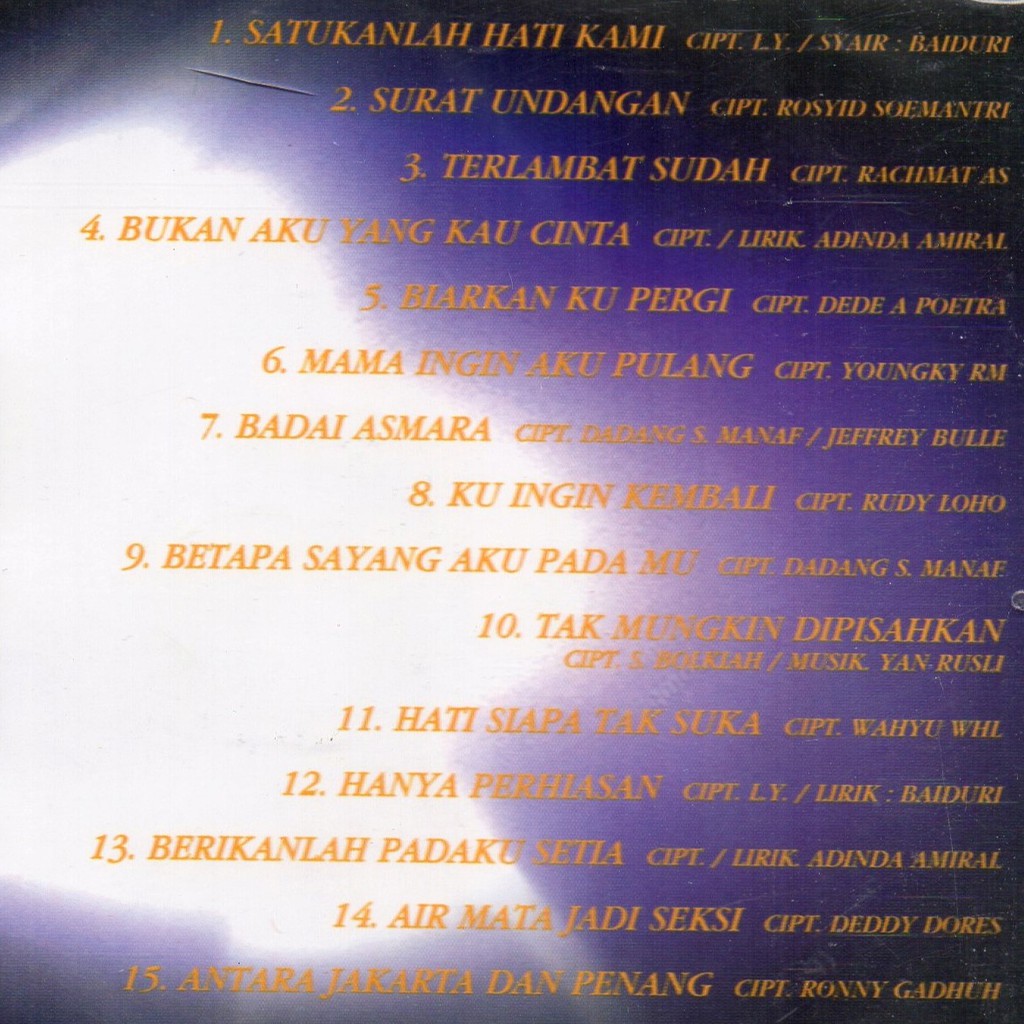 1. SATUKANLAH HATI KAMI CIPT. L.Y. / SYAIR : BAIDURI
2. SURAT UNDANGAN CIPT. ROSYID SOEMANTRI
3. TERLAMBAT SUDAH CIPT. RACHMAT AS
4. BUKAN AKU YANG KAU CINTA CIPT. / LIRIK. ADINDA AMIRAL
5. BIARKAN KU PERGI CIPT. DEDE A POETRA
6. MAMA INGIN AKU PULANG CIPT. YOUNGKY RM
7. BADAI ASMARA CIPT. DADANG S. MANAF / JEFFREY BULLE
8. KU INGIN KEMBALI CIPT. RUDY LOHO
9. BETAPA SAYANG AKU PADA MU CIPT. DADANG S. MANAF
10. TAK MUNGKIN DIPISAHKAN
CIPT. S. BOLKIAH / MUSIK. YAN RUSLI
11. HATI SIAPA TAK SUKA CIPT. WAHYU WHL
12. HANYA PERHIASAN CIPT. L.Y. / LIRIK : BAIDURI
13. BERIKANLAH PADAKU SETIA CIPT. / LIRIK. ADINDA AMIRAL
14. AIR MATA JADI SEKSI CIPT. DEDDY DORES
15. ANTARA JAKARTA DAN PENANG CIPT. RONNY GADHUH